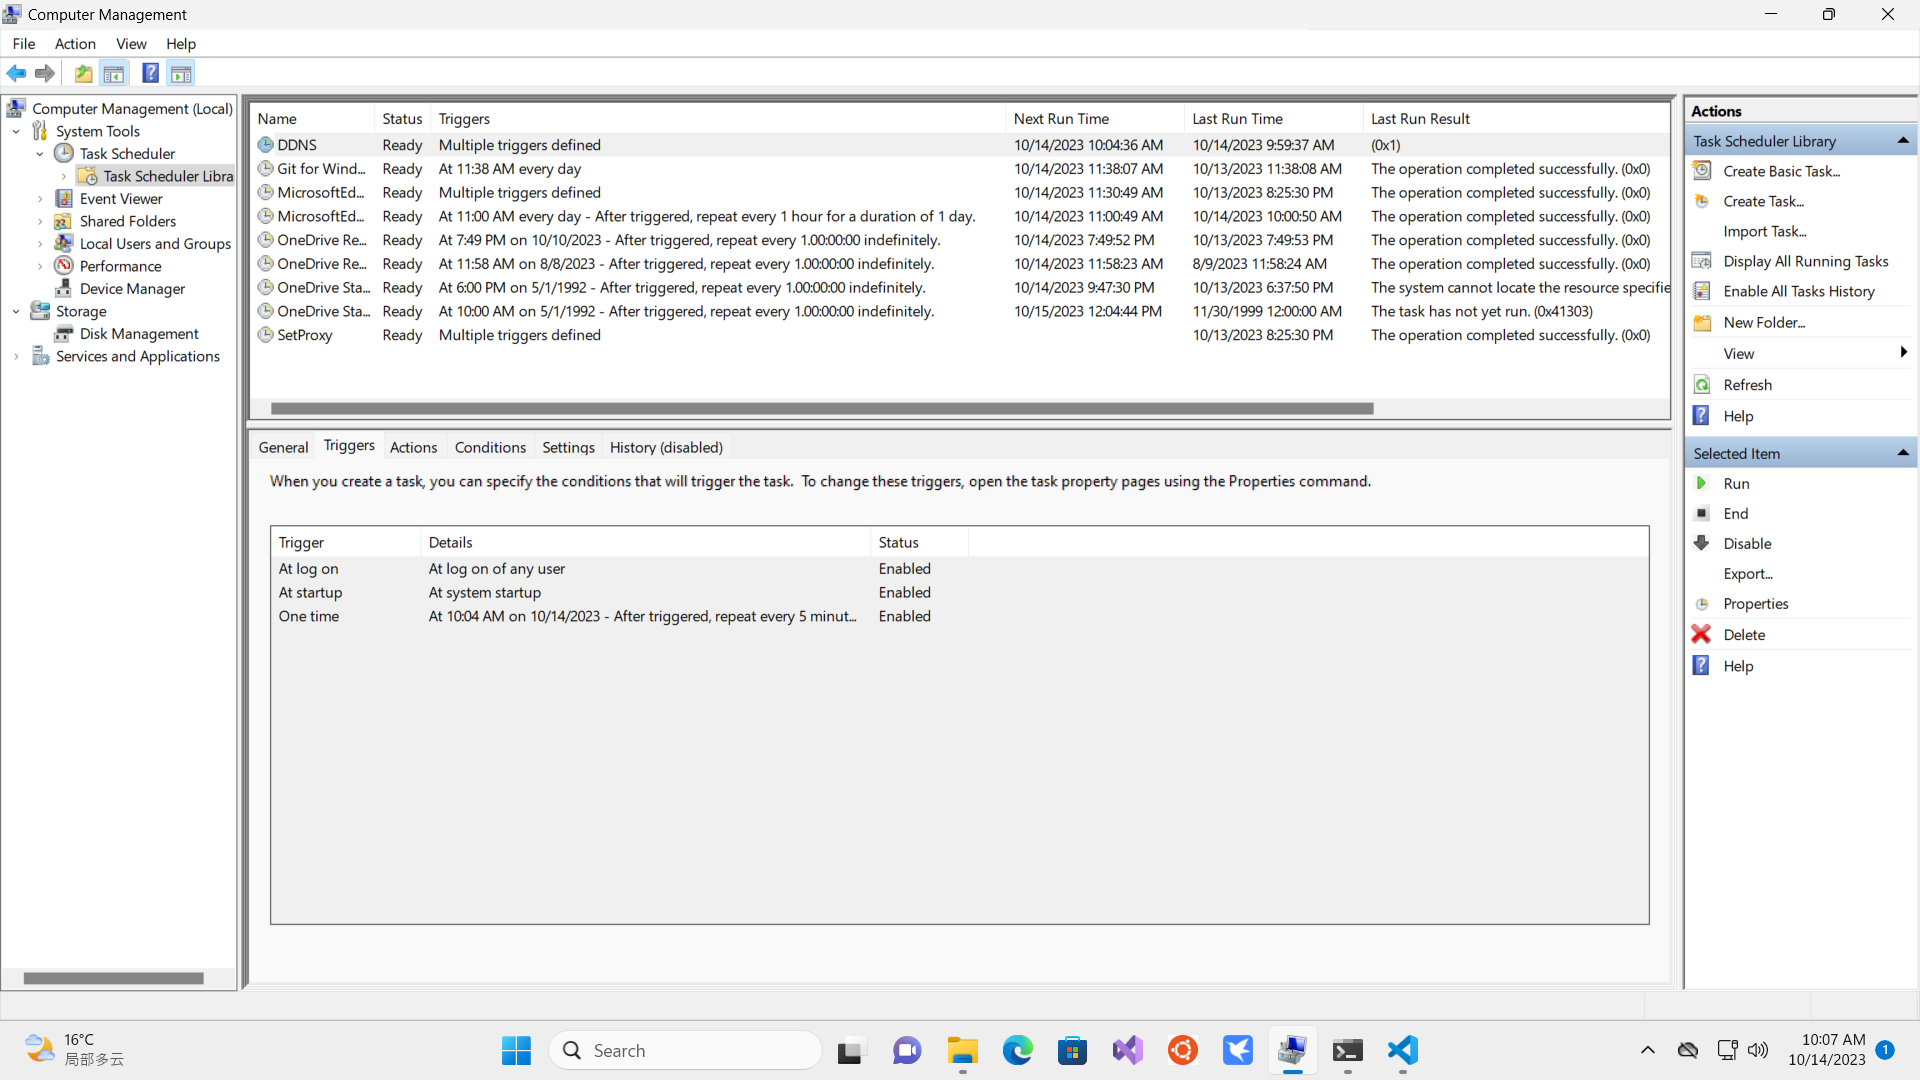 Computer Management
File Action View Help
Computer Management (Local)
System Tools
Task Scheduler
Task Scheduler Libra
Event Viewer
Shared Folders
Local Users and Groups
Performance
Device Manager
Storage
Disk Management
Services and Applications
Name Status Triggers Next Run Time Last Run Time Last Run Result
DDNS Ready Multiple triggers defined 10/14/2023 10:04:36 AM 10/14/2023 9:59:37 AM (0x1)
Git for Wind... Ready At 11:38 AM every day 10/14/2023 11:38:07 AM 10/13/2023 11:38:08 AM The operation completed successfully. (0x0)
MicrosoftEd... Ready Multiple triggers defined 10/14/2023 11:30:49 AM 10/13/2023 8:25:30 PM The operation completed successfully. (0x0)
MicrosoftEd... Ready At 11:00 AM every day - After triggered, repeat every 1 hour for a duration of 1 day. 10/14/2023 11:00:49 AM 10/14/2023 10:00:50 AM The operation completed successfully. (0x0)
OneDrive Re... Ready At 7:49 PM on 10/10/2023 - After triggered, repeat every 1.00:00:00 indefinitely. 10/14/2023 7:49:52 PM 10/13/2023 7:49:53 PM The operation completed successfully. (0x0)
OneDrive Re... Ready At 11:58 AM on 8/8/2023 - After triggered, repeat every 1.00:00:00 indefinitely. 10/14/2023 11:58:23 AM 8/9/2023 11:58:24 AM The operation completed successfully. (0x0)
OneDrive Sta... Ready At 6:00 PM on 5/1/1992 - After triggered, repeat every 1.00:00:00 indefinitely. 10/14/2023 9:47:30 PM 10/13/2023 6:37:50 PM The system cannot locate the resource specifie
OneDrive Sta... Ready At 10:00 AM on 5/1/1992 - After triggered, repeat every 1.00:00:00 indefinitely. 10/15/2023 12:04:44 PM 11/30/1999 12:00:00 AM The task has not yet run. (0x41303)
SetProxy Ready Multiple triggers defined 10/13/2023 8:25:30 PM The operation completed successfully. (0x0)
General Triggers Actions Conditions Settings History (disabled)
When you create a task, you can specify the conditions that will trigger the task. To change these triggers, open the task property pages using the Properties command.
Trigger Details Status
At log on At log on of any user Enabled
At startup At system startup Enabled
One time At 10:04 AM on 10/14/2023 - After triggered, repeat every 5 minut... Enabled
Actions
Task Scheduler Library
Create Basic Task...
Create Task...
Import Task...
Display All Running Tasks
Enable All Tasks History
New Folder...
View
Refresh
Help
Selected Item
Run
End
Disable
Export...
Properties
Delete
Help
16°C
局部多云
Search
10:07 AM
10/14/2023
1